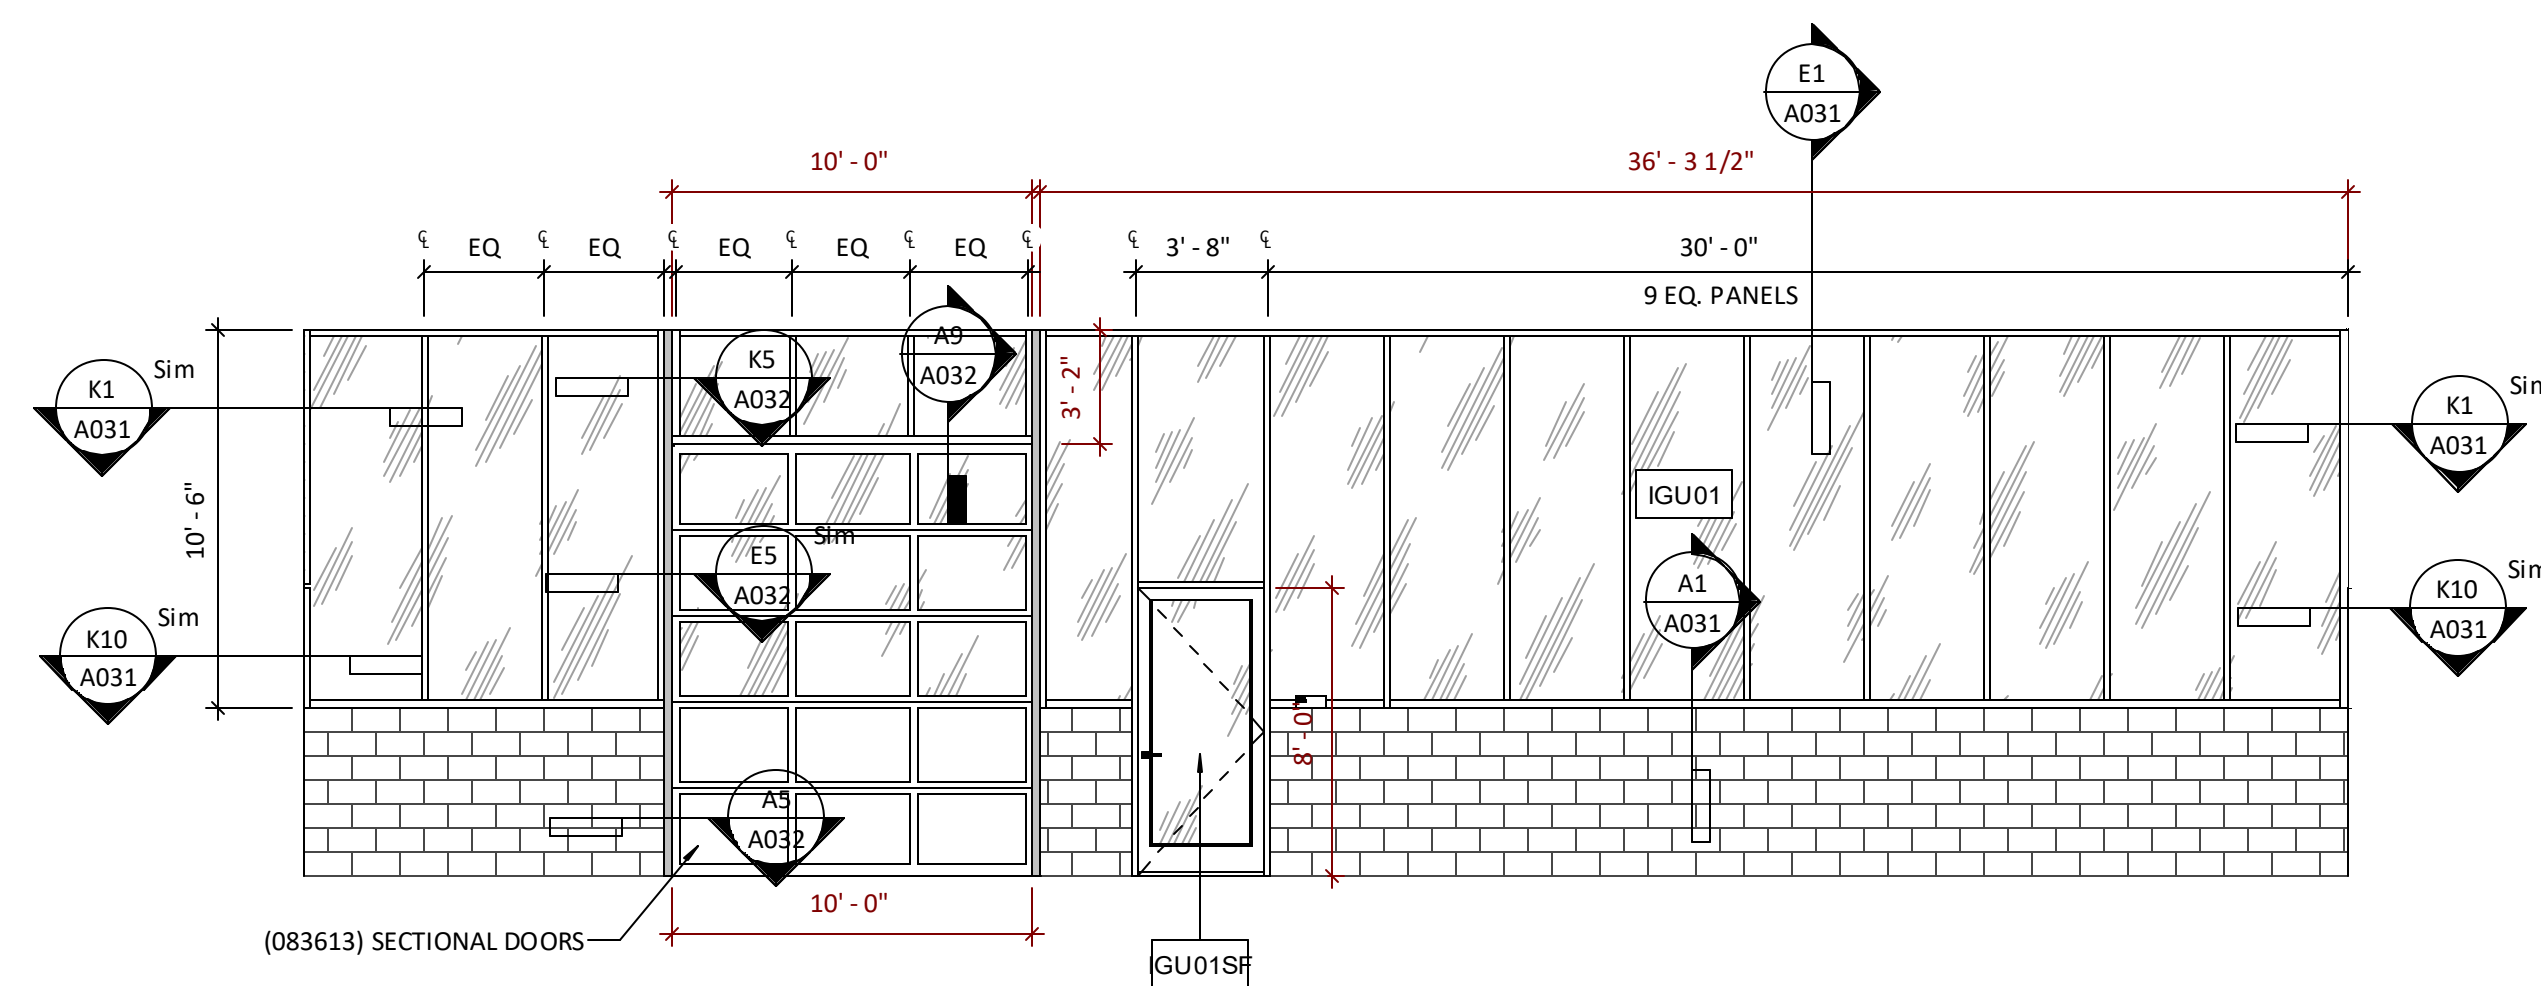 E1
A031
10' - 0"
36' - 3 1/2"
℄ EQ ℄ EQ ℄ EQ ℄ EQ ℄ EQ ℄ ℄ 3' - 8" ℄ 30' - 0"
9 EQ. PANELS
K1
A031
Sim
K5
A032
A9
A032
3' - 2"
K1
A031
Sim
10' - 6"
IGU01
E5
A032
Sim
A1
A031
K10
A031
Sim
K10
A031
Sim
8' - 0"
A5
A032
10' - 0"
(083613) SECTIONAL DOORS
IGU01SF